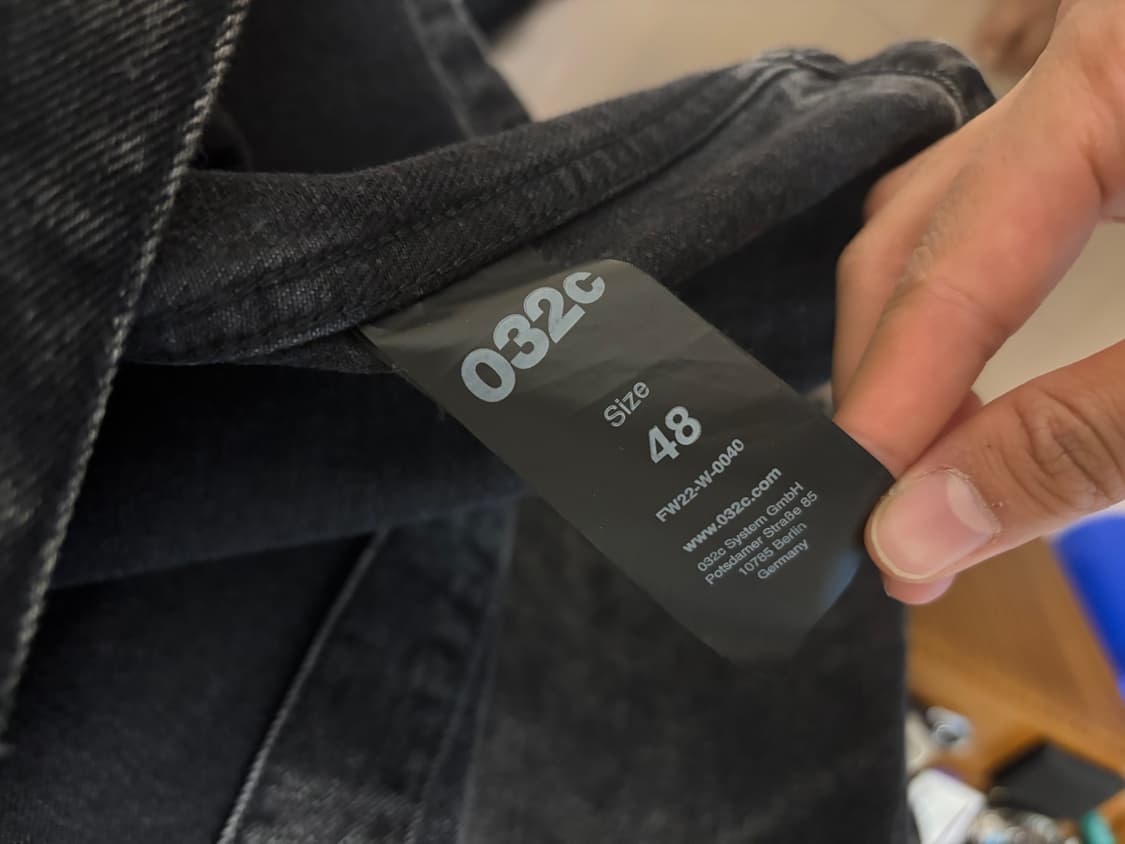 032c
Size
48
FW22-W-0040
www.032c.com
032c System GmbH
Potsdamer Straße 85
10785 Berlin
Germany